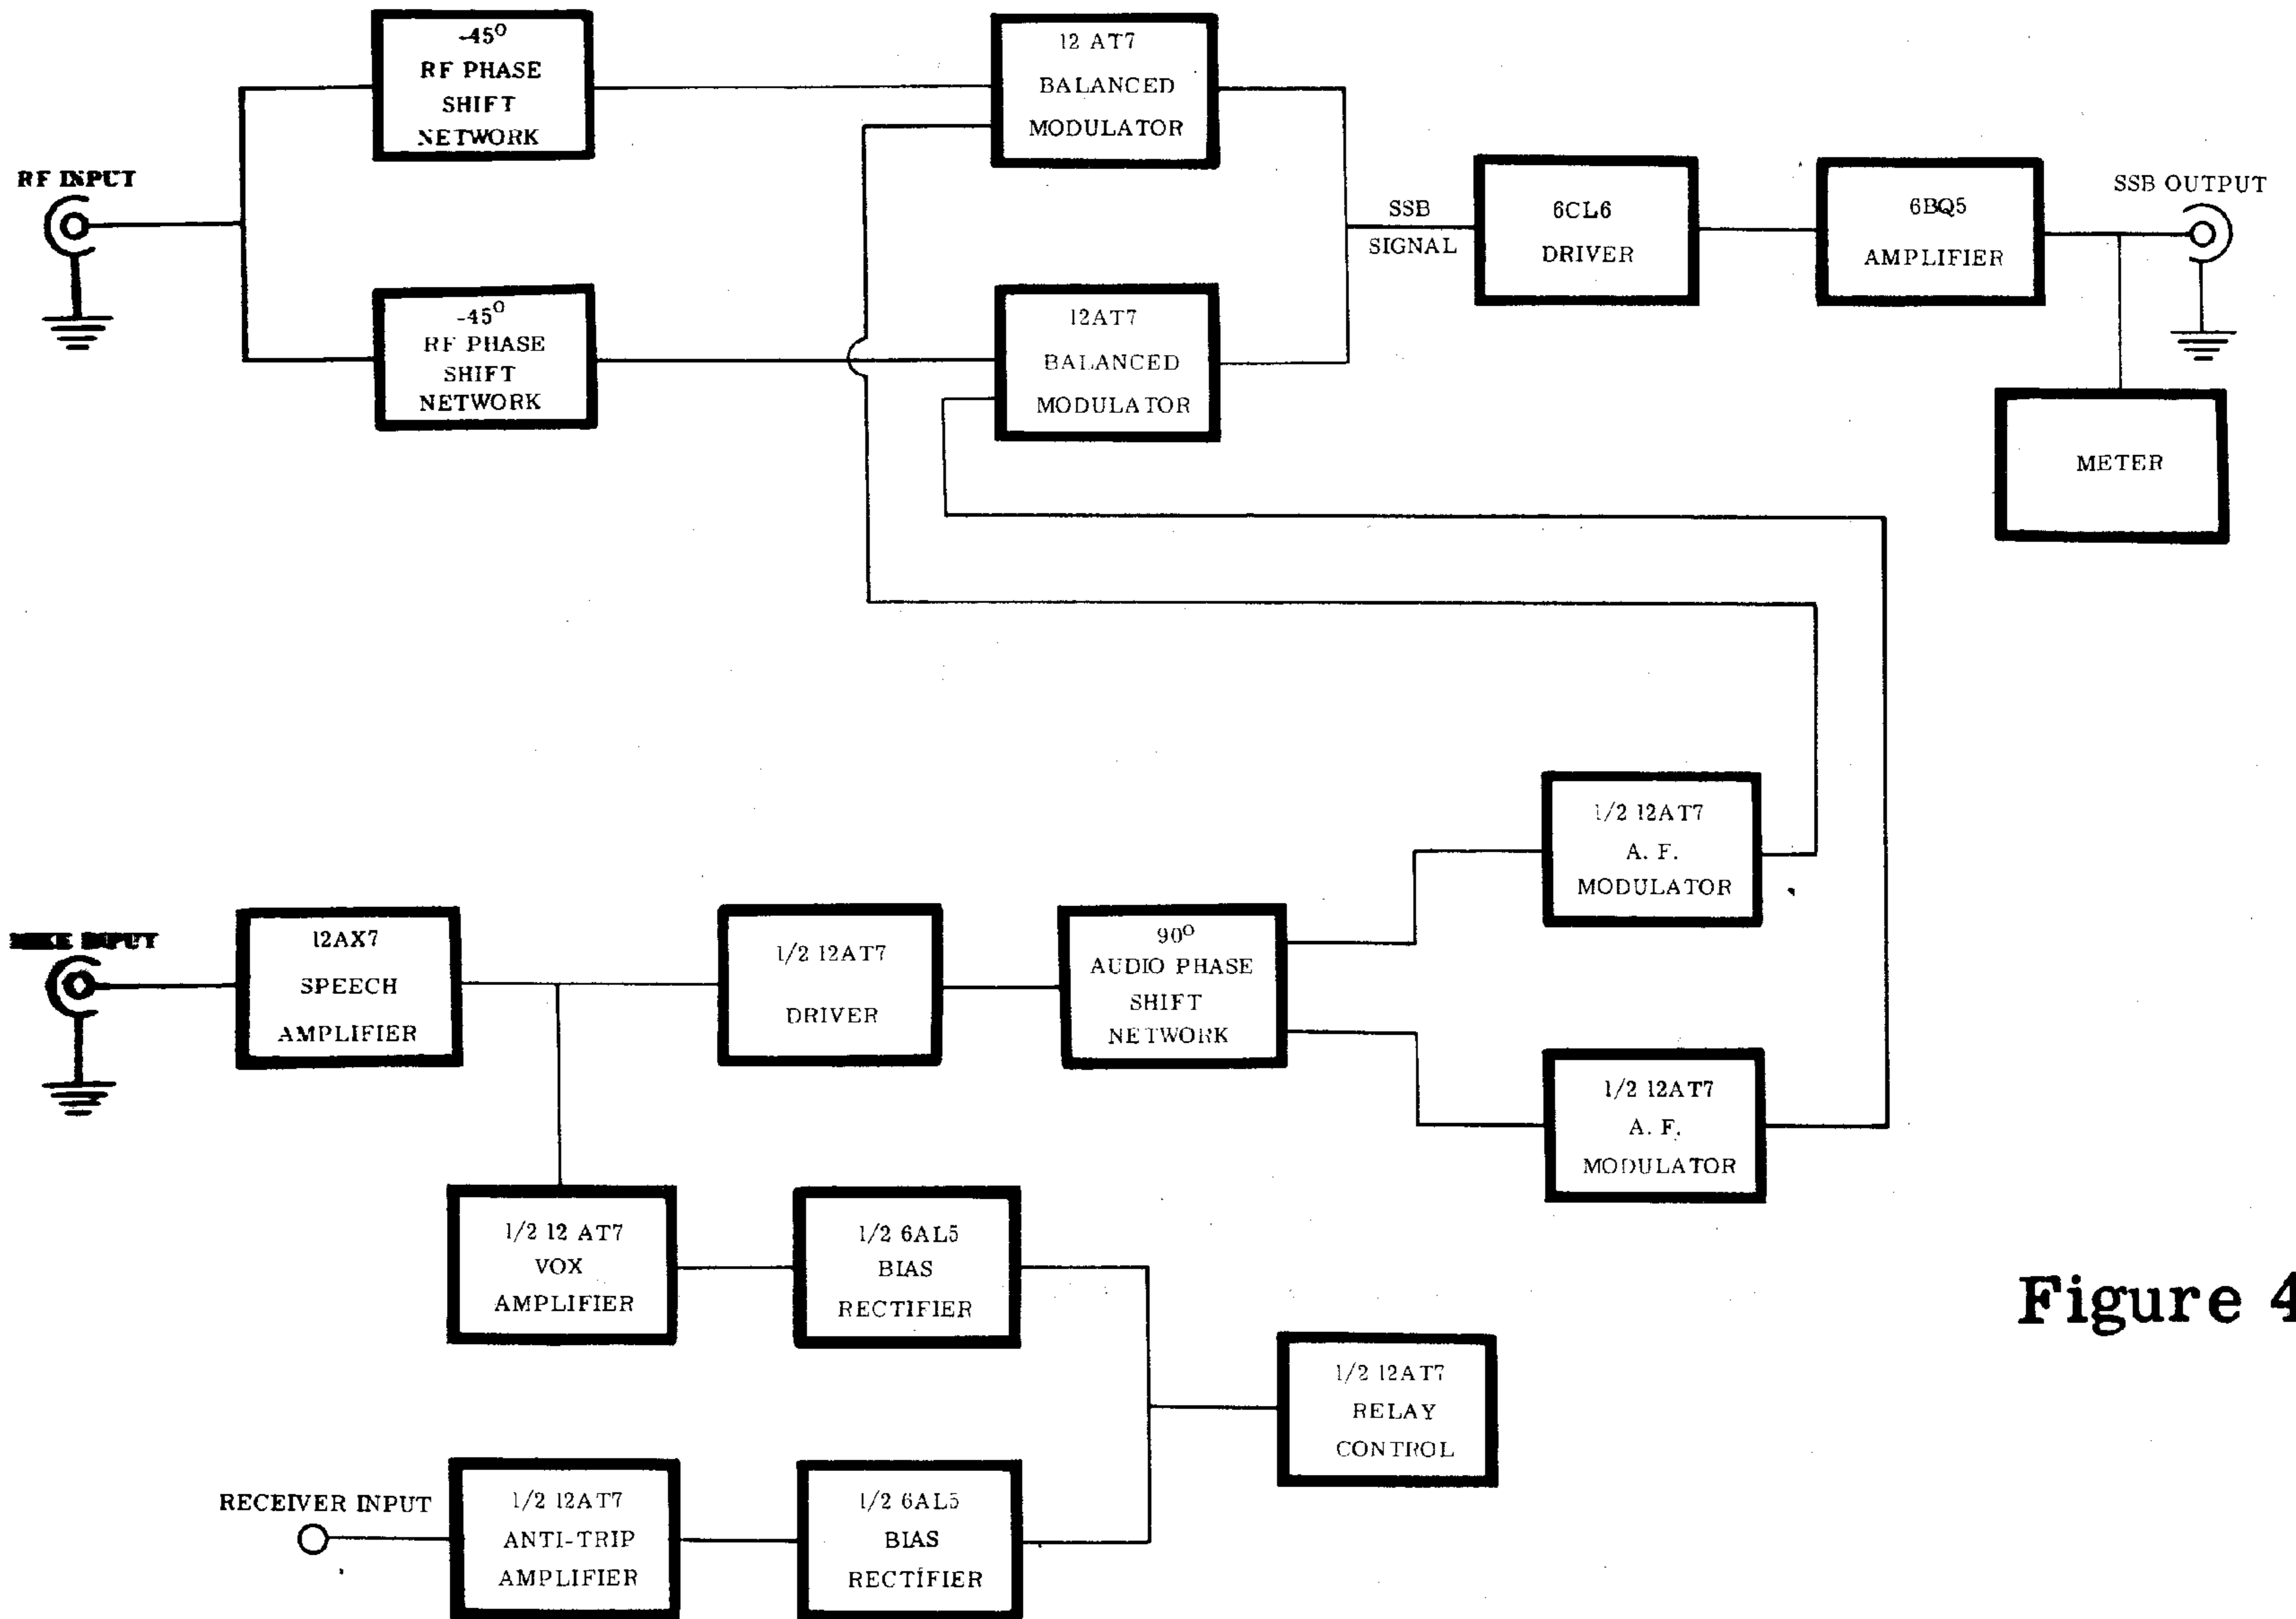 -45°
RF PHASE
SHIFT
NETWORK
12 AT7
BALANCED
MODULATOR
RF INPUT
SSB
SIGNAL
6CL6
DRIVER
6BQ5
AMPLIFIER
SSB OUTPUT
-45°
RF PHASE
SHIFT
NETWORK
12AT7
BALANCED
MODULATOR
METER
1/2 12AT7
A. F.
MODULATOR
MIKE INPUT
12AX7
SPEECH
AMPLIFIER
1/2 12AT7
DRIVER
90°
AUDIO PHASE
SHIFT
NETWORK
1/2 12AT7
A. F.
MODULATOR
1/2 12 AT7
VOX
AMPLIFIER
1/2 6AL5
BIAS
RECTIFIER
Figure 4
1/2 12AT7
RELAY
CONTROL
RECEIVER INPUT
1/2 12AT7
ANTI-TRIP
AMPLIFIER
1/2 6AL5
BIAS
RECTIFIER